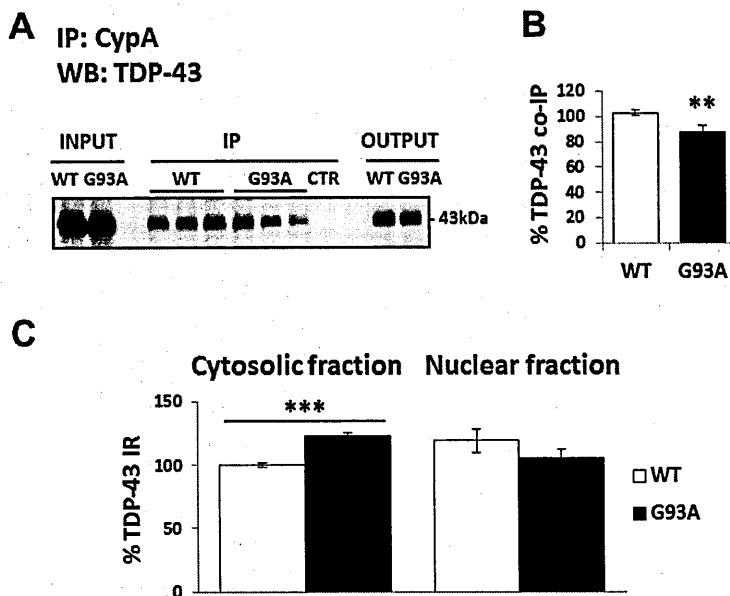 A
IP: CypA
WB: TDP-43
INPUT IP OUTPUT
WT G93A WT G93A CTR WT G93A
43kDa
B
% TDP-43 co-IP
120
100
80
60
40
20
0
**
WT G93A
C
Cytosolic fraction Nuclear fraction
% TDP-43 IR
150
100
50
0
***
WT
G93A